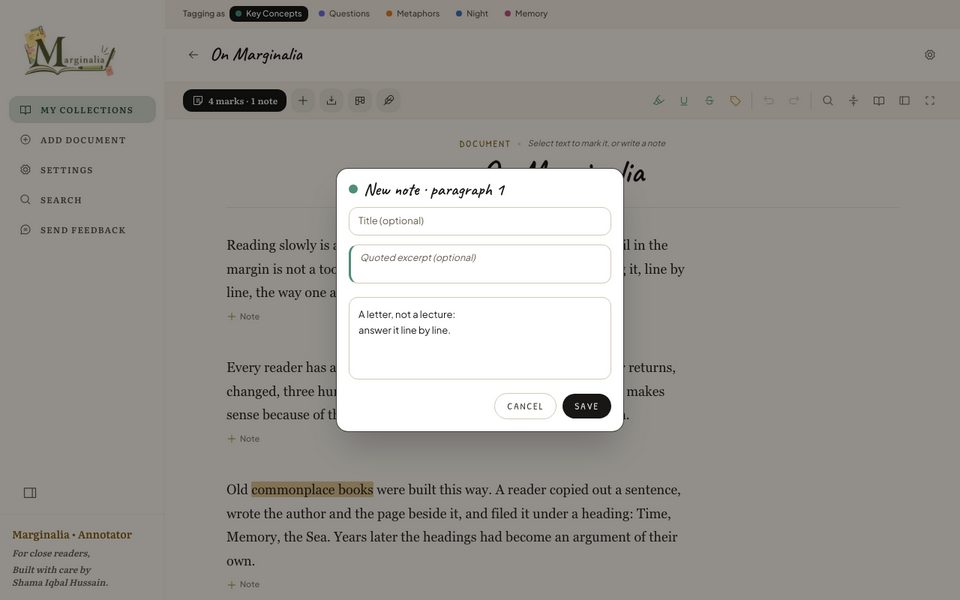 Marginalia
MY COLLECTIONS
ADD DOCUMENT
SETTINGS
SEARCH
SEND FEEDBACK
Marginalia • Annotator
For close readers,
Built with care by
Shama Iqbal Hussain.
Tagging as Key Concepts Questions Metaphors Night Memory
On Marginalia
4 marks · 1 note
DOCUMENT · Select text to mark it, or write a note
Reading slowly is
margin is not a it, line by
line, the way one
+ Note
Every reader has returns,
changed, three makes
sense because of
+ Note
Old commonplace books were built this way. A reader copied out a sentence,
wrote the author and the page beside it, and filed it under a heading: Time,
Memory, the Sea. Years later the headings had become an argument of their
own.
+ Note
New note · paragraph 1
Title (optional)
Quoted excerpt (optional)
A letter, not a lecture:
answer it line by line.
CANCEL SAVE